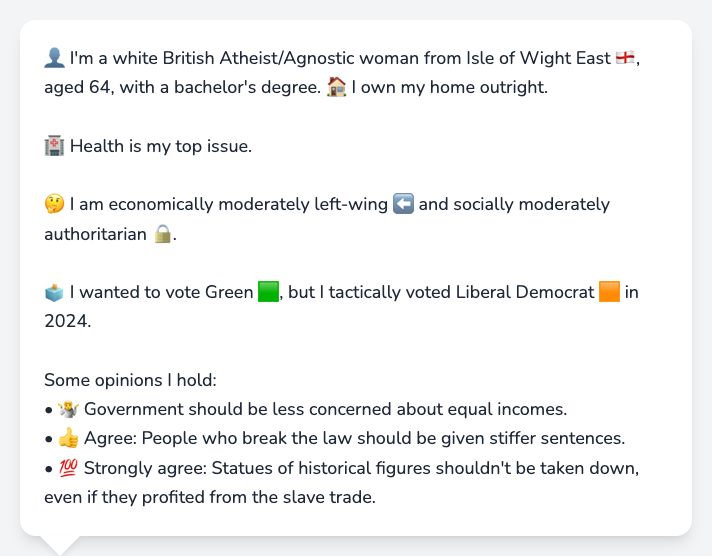 👤 I'm a white British Atheist/Agnostic woman from Isle of Wight East 🏴󠁧󠁢󠁥󠁮󠁧󠁿,
aged 64, with a bachelor's degree. 🏠 I own my home outright.
🏥 Health is my top issue.
🤔 I am economically moderately left-wing ⬅️ and socially moderately
authoritarian 🔒.
🗳️ I wanted to vote Green 🟩, but I tactically voted Liberal Democrat 🟧 in
2024.
Some opinions I hold:
• 🤷 Government should be less concerned about equal incomes.
• 👍 Agree: People who break the law should be given stiffer sentences.
• 💯 Strongly agree: Statues of historical figures shouldn't be taken down,
even if they profited from the slave trade.